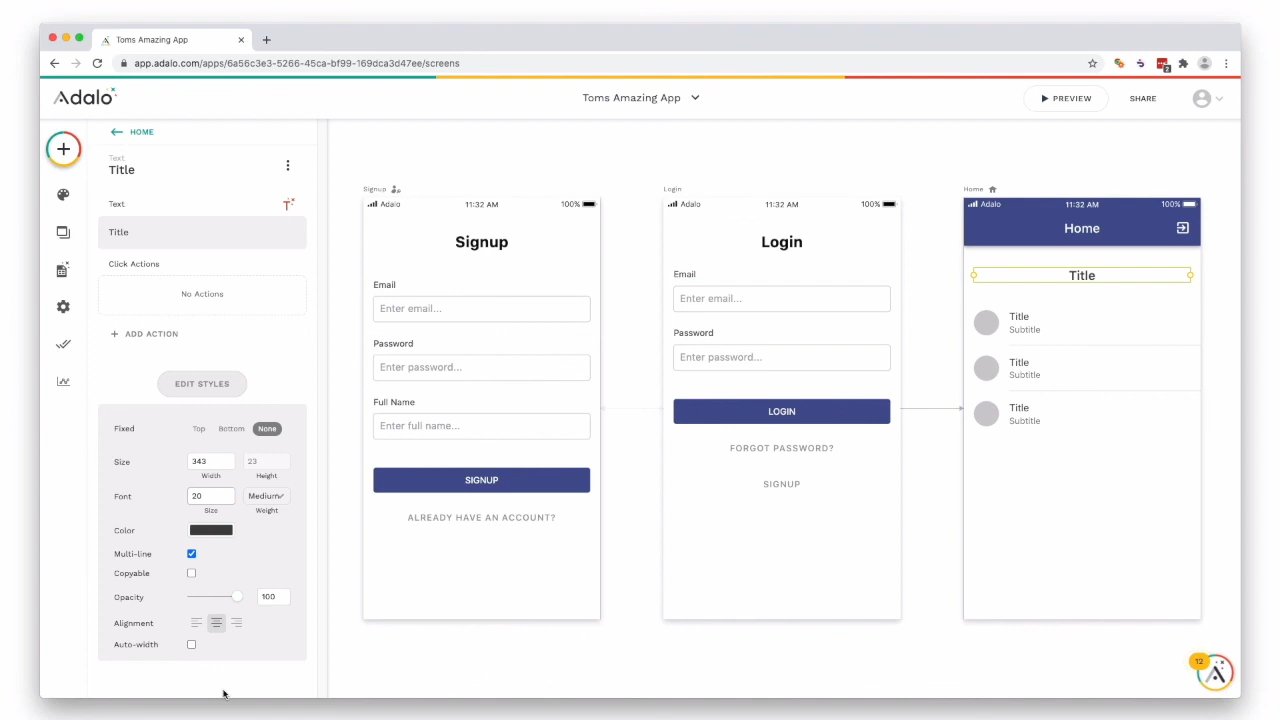 Toms Amazing App
app.adalo.com/apps/6a56c3e3-5266-45ca-bf99-169dca3d47ee/screens
2
Adalo
Toms Amazing App
PREVIEW
SHARE
HOME
Text
Title
Text
Title
Click Actions
No Actions
ADD ACTION
EDIT STYLES
Fixed Top Bottom None
Size 343 23
Width Height
Font 20 Medium
Size Weight
Color
Multi-line
Copyable
Opacity 100
Alignment
Auto-width
Signup
Adalo 11:32 AM 100%
Signup
Email
Enter email...
Password
Enter password...
Full Name
Enter full name...
SIGNUP
ALREADY HAVE AN ACCOUNT?
Login
Adalo 11:32 AM 100%
Login
Email
Enter email...
Password
Enter password...
LOGIN
FORGOT PASSWORD?
SIGNUP
Home
Adalo 11:32 AM 100%
Home
Title
Title
Subtitle
Title
Subtitle
Title
Subtitle
12